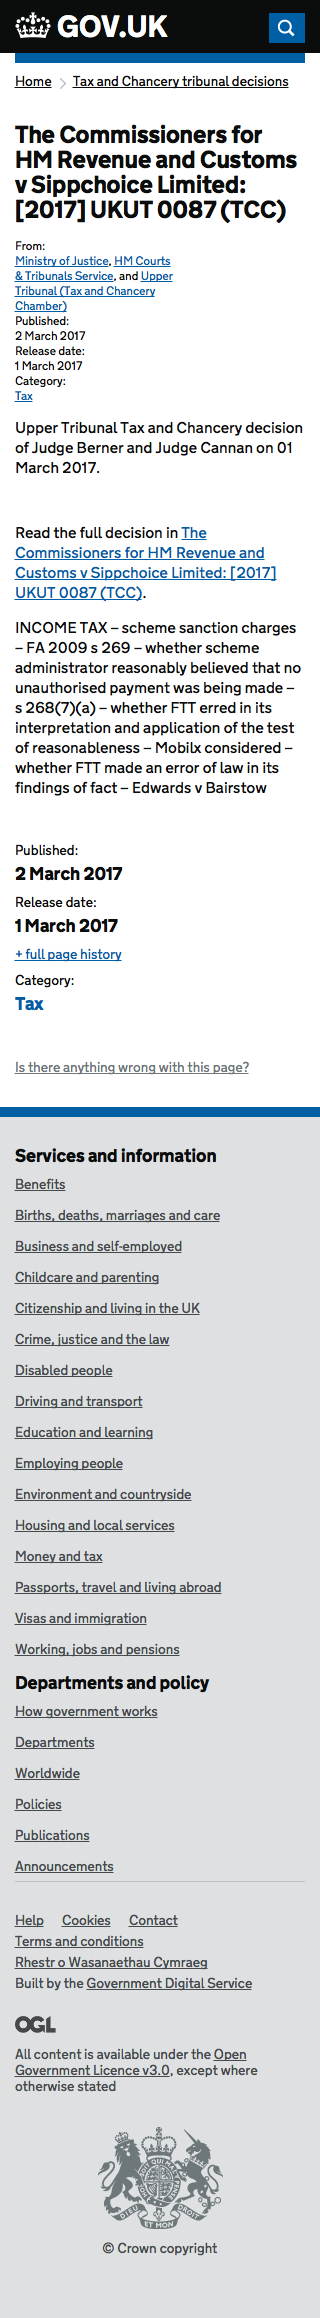 GOV.UK
Home
Tax and Chancery tribunal decisions
The Commissioners for
HM Revenue and Customs
v Sippchoice Limited:
[2017] UKUT 0087 (TCC)
From:
Ministry of Justice, HM Courts
& Tribunals Service, and Upper
Tribunal (Tax and Chancery
Chamber)
Published:
2 March 2017
Release date:
1 March 2017
Category:
Tax
Upper Tribunal Tax and Chancery decision
of Judge Berner and Judge Cannan on 01
March 2017.
Read the full decision in The
Commissioners for HM Revenue and
Customs v Sippchoice Limited: [2017]
UKUT 0087 (TCC).
INCOME TAX – scheme sanction charges
– FA 2009 s 269 – whether scheme
administrator reasonably believed that no
unauthorised payment was being made –
s 268(7)(a) – whether FTT erred in its
interpretation and application of the test
of reasonableness – Mobilx considered –
whether FTT made an error of law in its
findings of fact – Edwards v Bairstow
Published:
2 March 2017
Release date:
1 March 2017
+ full page history
Category:
Tax
Is there anything wrong with this page?
Services and information
Benefits
Births, deaths, marriages and care
Business and self-employed
Childcare and parenting
Citizenship and living in the UK
Crime, justice and the law
Disabled people
Driving and transport
Education and learning
Employing people
Environment and countryside
Housing and local services
Money and tax
Passports, travel and living abroad
Visas and immigration
Working, jobs and pensions
Departments and policy
How government works
Departments
Worldwide
Policies
Publications
Announcements
Help Cookies Contact
Terms and conditions
Rhestr o Wasanaethau Cymraeg
Built by the Government Digital Service
OGL
All content is available under the Open
Government Licence v3.0, except where
otherwise stated
DIEU ET MON DROIT
© Crown copyright